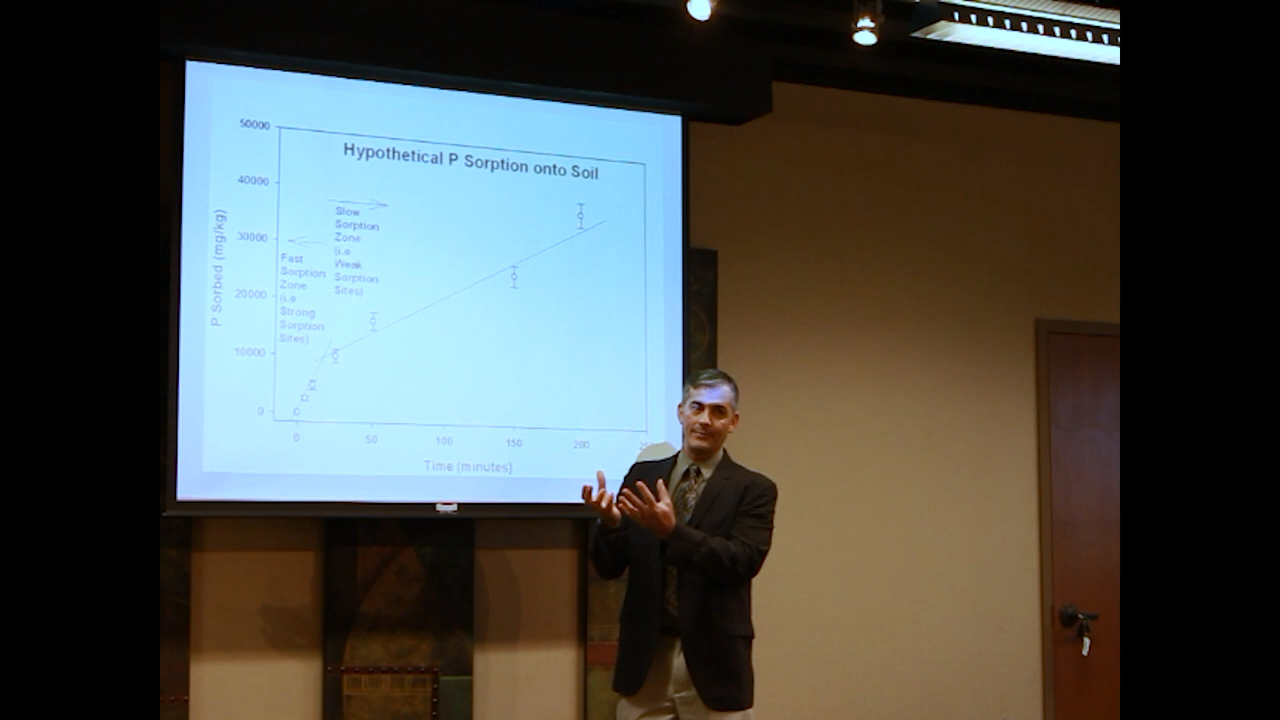 Hypothetical P Sorption onto Soil
50000
40000
30000
20000
10000
0
P Sorbed (mg/kg)
Slow
Sorption
Zone
(i.e
Weak
Sorption
Sites)
Fast
Sorption
Zone
(i.e
Strong
Sorption
Sites)
0 50 100 150 200
Time (minutes)